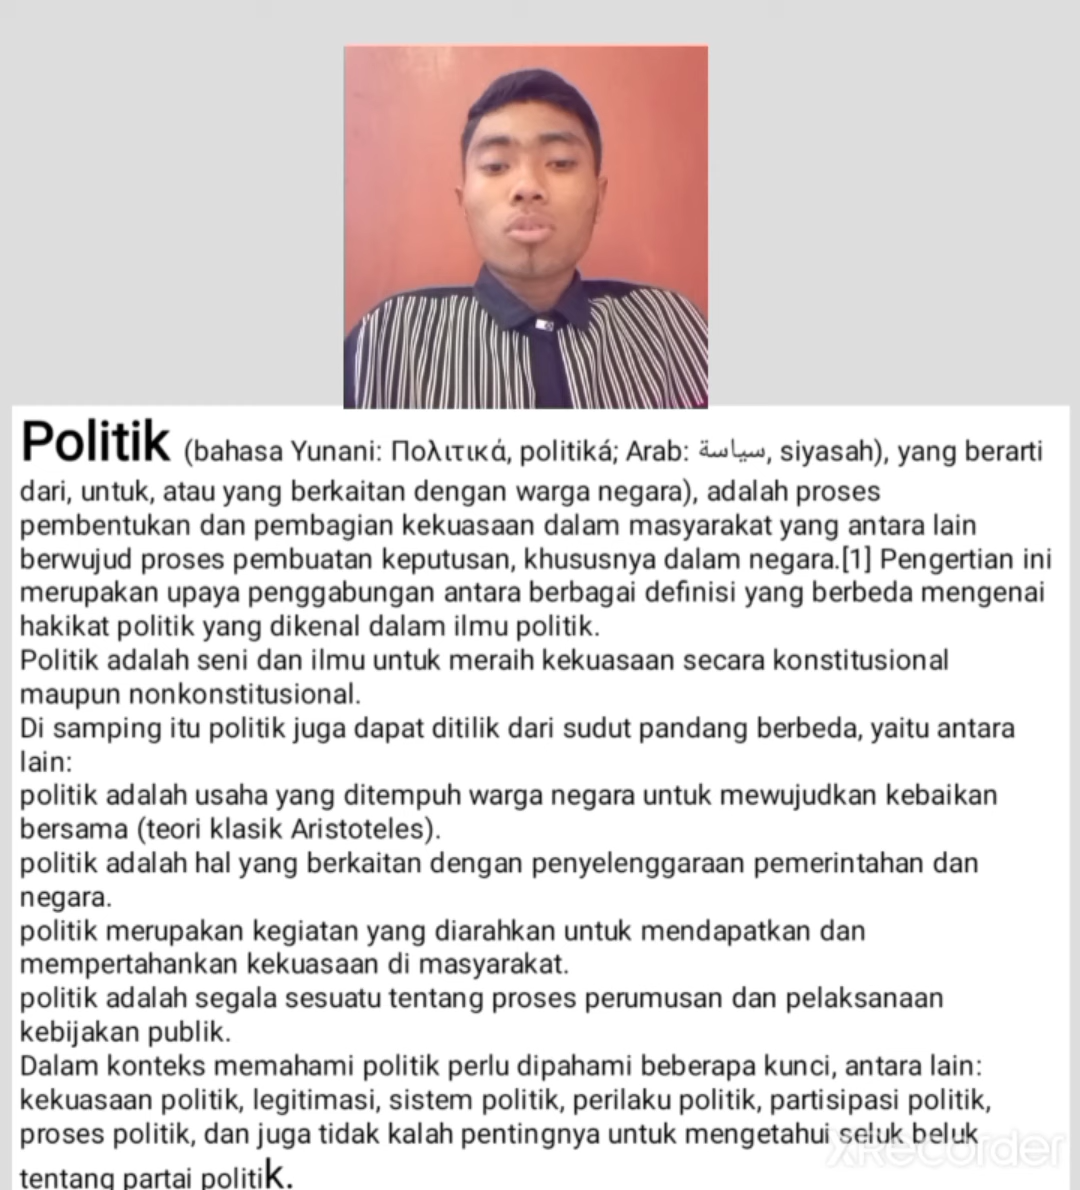 Politik (bahasa Yunani: Πολιτικά, politiká; Arab: سياسة, siyasah), yang berarti
dari, untuk, atau yang berkaitan dengan warga negara), adalah proses
pembentukan dan pembagian kekuasaan dalam masyarakat yang antara lain
berwujud proses pembuatan keputusan, khususnya dalam negara.[1] Pengertian ini
merupakan upaya penggabungan antara berbagai definisi yang berbeda mengenai
hakikat politik yang dikenal dalam ilmu politik.
Politik adalah seni dan ilmu untuk meraih kekuasaan secara konstitusional
maupun nonkonstitusional.
Di samping itu politik juga dapat ditilik dari sudut pandang berbeda, yaitu antara
lain:
politik adalah usaha yang ditempuh warga negara untuk mewujudkan kebaikan
bersama (teori klasik Aristoteles).
politik adalah hal yang berkaitan dengan penyelenggaraan pemerintahan dan
negara.
politik merupakan kegiatan yang diarahkan untuk mendapatkan dan
mempertahankan kekuasaan di masyarakat.
politik adalah segala sesuatu tentang proses perumusan dan pelaksanaan
kebijakan publik.
Dalam konteks memahami politik perlu dipahami beberapa kunci, antara lain:
kekuasaan politik, legitimasi, sistem politik, perilaku politik, partisipasi politik,
proses politik, dan juga tidak kalah pentingnya untuk mengetahui seluk beluk
tentang partai politik.
XRecorder